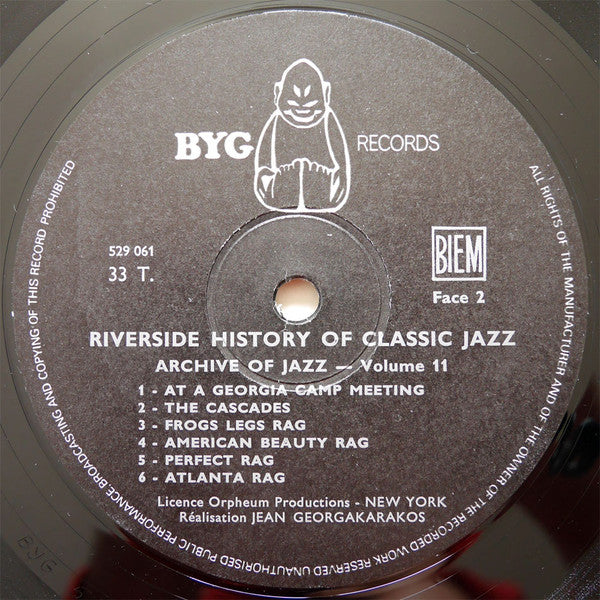 BYG RECORDS
529 061
33 T.
BIEM
Face 2
RIVERSIDE HISTORY OF CLASSIC JAZZ
ARCHIVE OF JAZZ — Volume 11
1 - AT A GEORGIA CAMP MEETING
2 - THE CASCADES
3 - FROGS LEGS RAG
4 - AMERICAN BEAUTY RAG
5 - PERFECT RAG
6 - ATLANTA RAG
Licence Orpheum Productions - NEW YORK
Réalisation JEAN GEORGAKARAKOS
ALL RIGHTS OF THE MANUFACTURER AND OF THE OWNER OF THE RECORDED WORK RESERVED UNAUTHORISED PUBLIC PERFORMANCE BROADCASTING AND COPYING OF THIS RECORD PROHIBITED
BYG